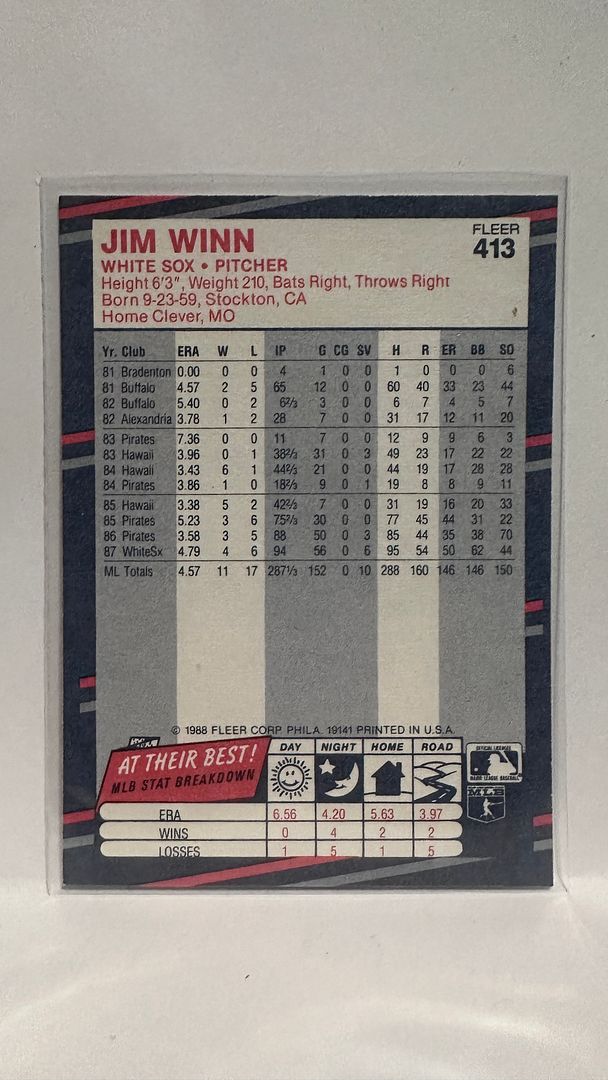 JIM WINN
FLEER
413
WHITE SOX • PITCHER
Height 6'3", Weight 210, Bats Right, Throws Right
Born 9-23-59, Stockton, CA
Home Clever, MO
Yr. Club ERA W L IP G CG SV H R ER BB SO
81 Bradenton 0.00 0 0 4 1 0 0 1 0 0 0 6
81 Buffalo 4.57 2 5 65 12 0 0 60 40 33 23 44
82 Buffalo 5.40 0 2 6⅔ 3 0 0 6 7 4 5 7
82 Alexandria 3.78 1 2 28 7 0 0 31 17 12 11 20
83 Pirates 7.36 0 0 11 7 0 0 12 9 9 6 3
83 Hawaii 3.96 0 1 38⅔ 31 0 3 49 23 17 22 22
84 Hawaii 3.43 6 1 44⅔ 21 0 0 44 19 17 28 28
84 Pirates 3.86 1 0 18⅔ 9 0 1 19 8 8 9 11
85 Hawaii 3.38 5 2 42⅔ 7 0 0 31 19 16 20 33
85 Pirates 5.23 3 6 75⅔ 30 0 0 77 45 44 31 22
86 Pirates 3.58 3 5 88 50 0 3 85 44 35 38 70
87 WhiteSx 4.79 4 6 94 56 0 6 95 54 50 62 44
ML Totals 4.57 11 17 287⅓ 152 0 10 288 160 146 146 150
© 1988 FLEER CORP PHILA. 19141 PRINTED IN U.S.A.
AT THEIR BEST!
MLB STAT BREAKDOWN
DAY NIGHT HOME ROAD
OFFICIAL LICENSEE
MAJOR LEAGUE BASEBALL
ERA 6.56 4.20 5.63 3.97
WINS 0 4 2 2
LOSSES 1 5 1 5